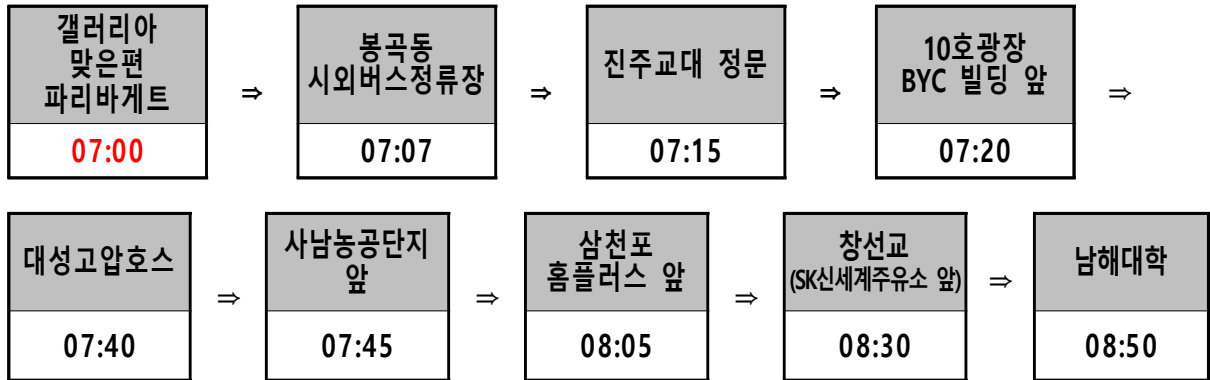 갤러리아
맞은편
파리바게트
07:00
⇒
봉곡동
시외버스정류장
07:07
⇒
진주교대 정문
07:15
⇒
10호광장
BYC 빌딩 앞
07:20
⇒
대성고압호스
07:40
⇒
사남농공단지
앞
07:45
⇒
삼천포
홈플러스 앞
08:05
⇒
창선교
(SK신세계주유소 앞)
08:30
⇒
남해대학
08:50